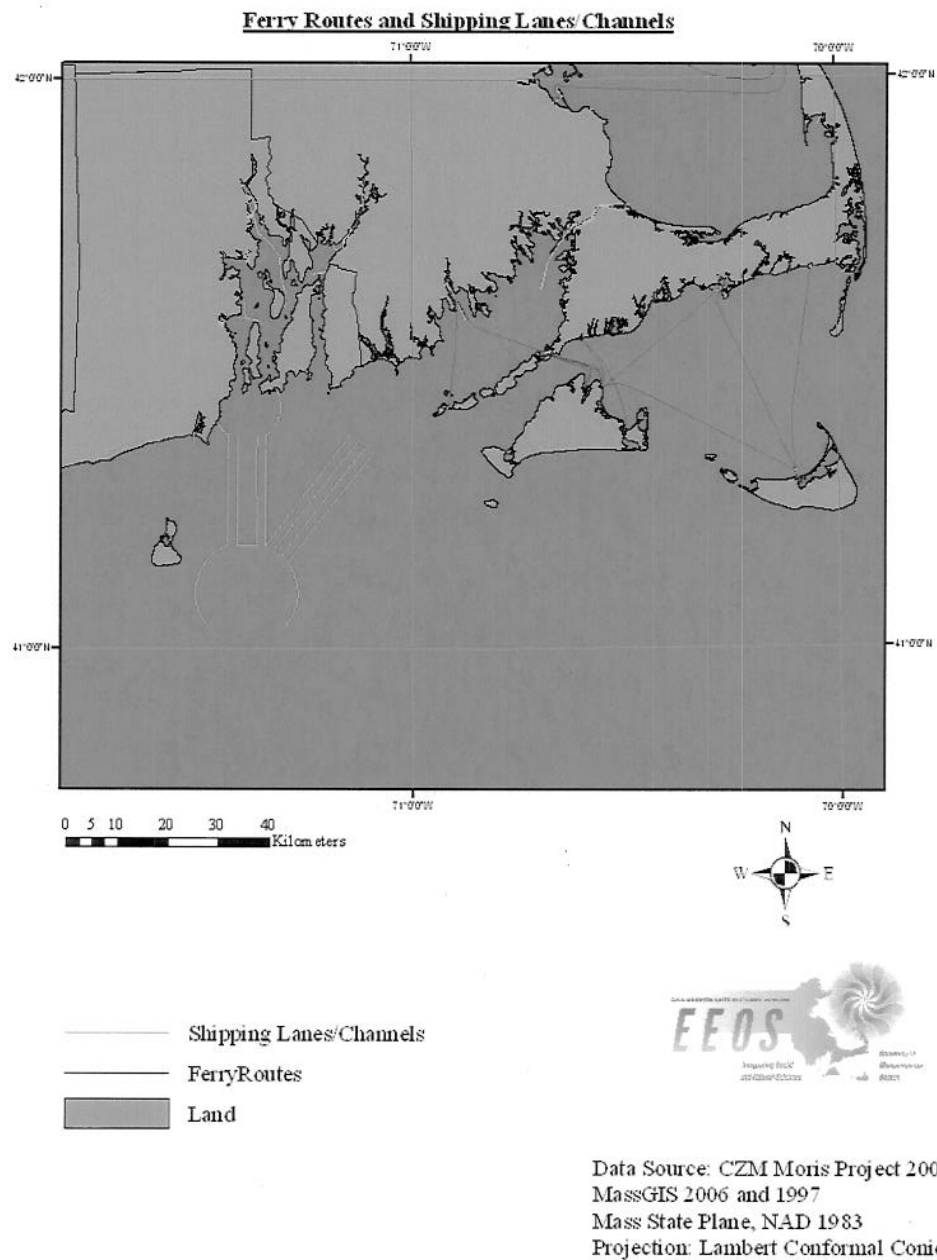 Ferry Routes and Shipping Lanes/Channels
71°0'0"W 70°0'0"W
42°0'0"N 42°0'0"N
41°0'0"N 41°0'0"N
71°0'0"W 70°0'0"W
0 5 10 20 30 40
Kilometers
N
W E
S
EEOS
Shipping Lanes/Channels
FerryRoutes
Land
Data Source: CZM Moris Project 200
MassGIS 2006 and 1997
Mass State Plane, NAD 1983
Projection: Lambert Conformal Coni